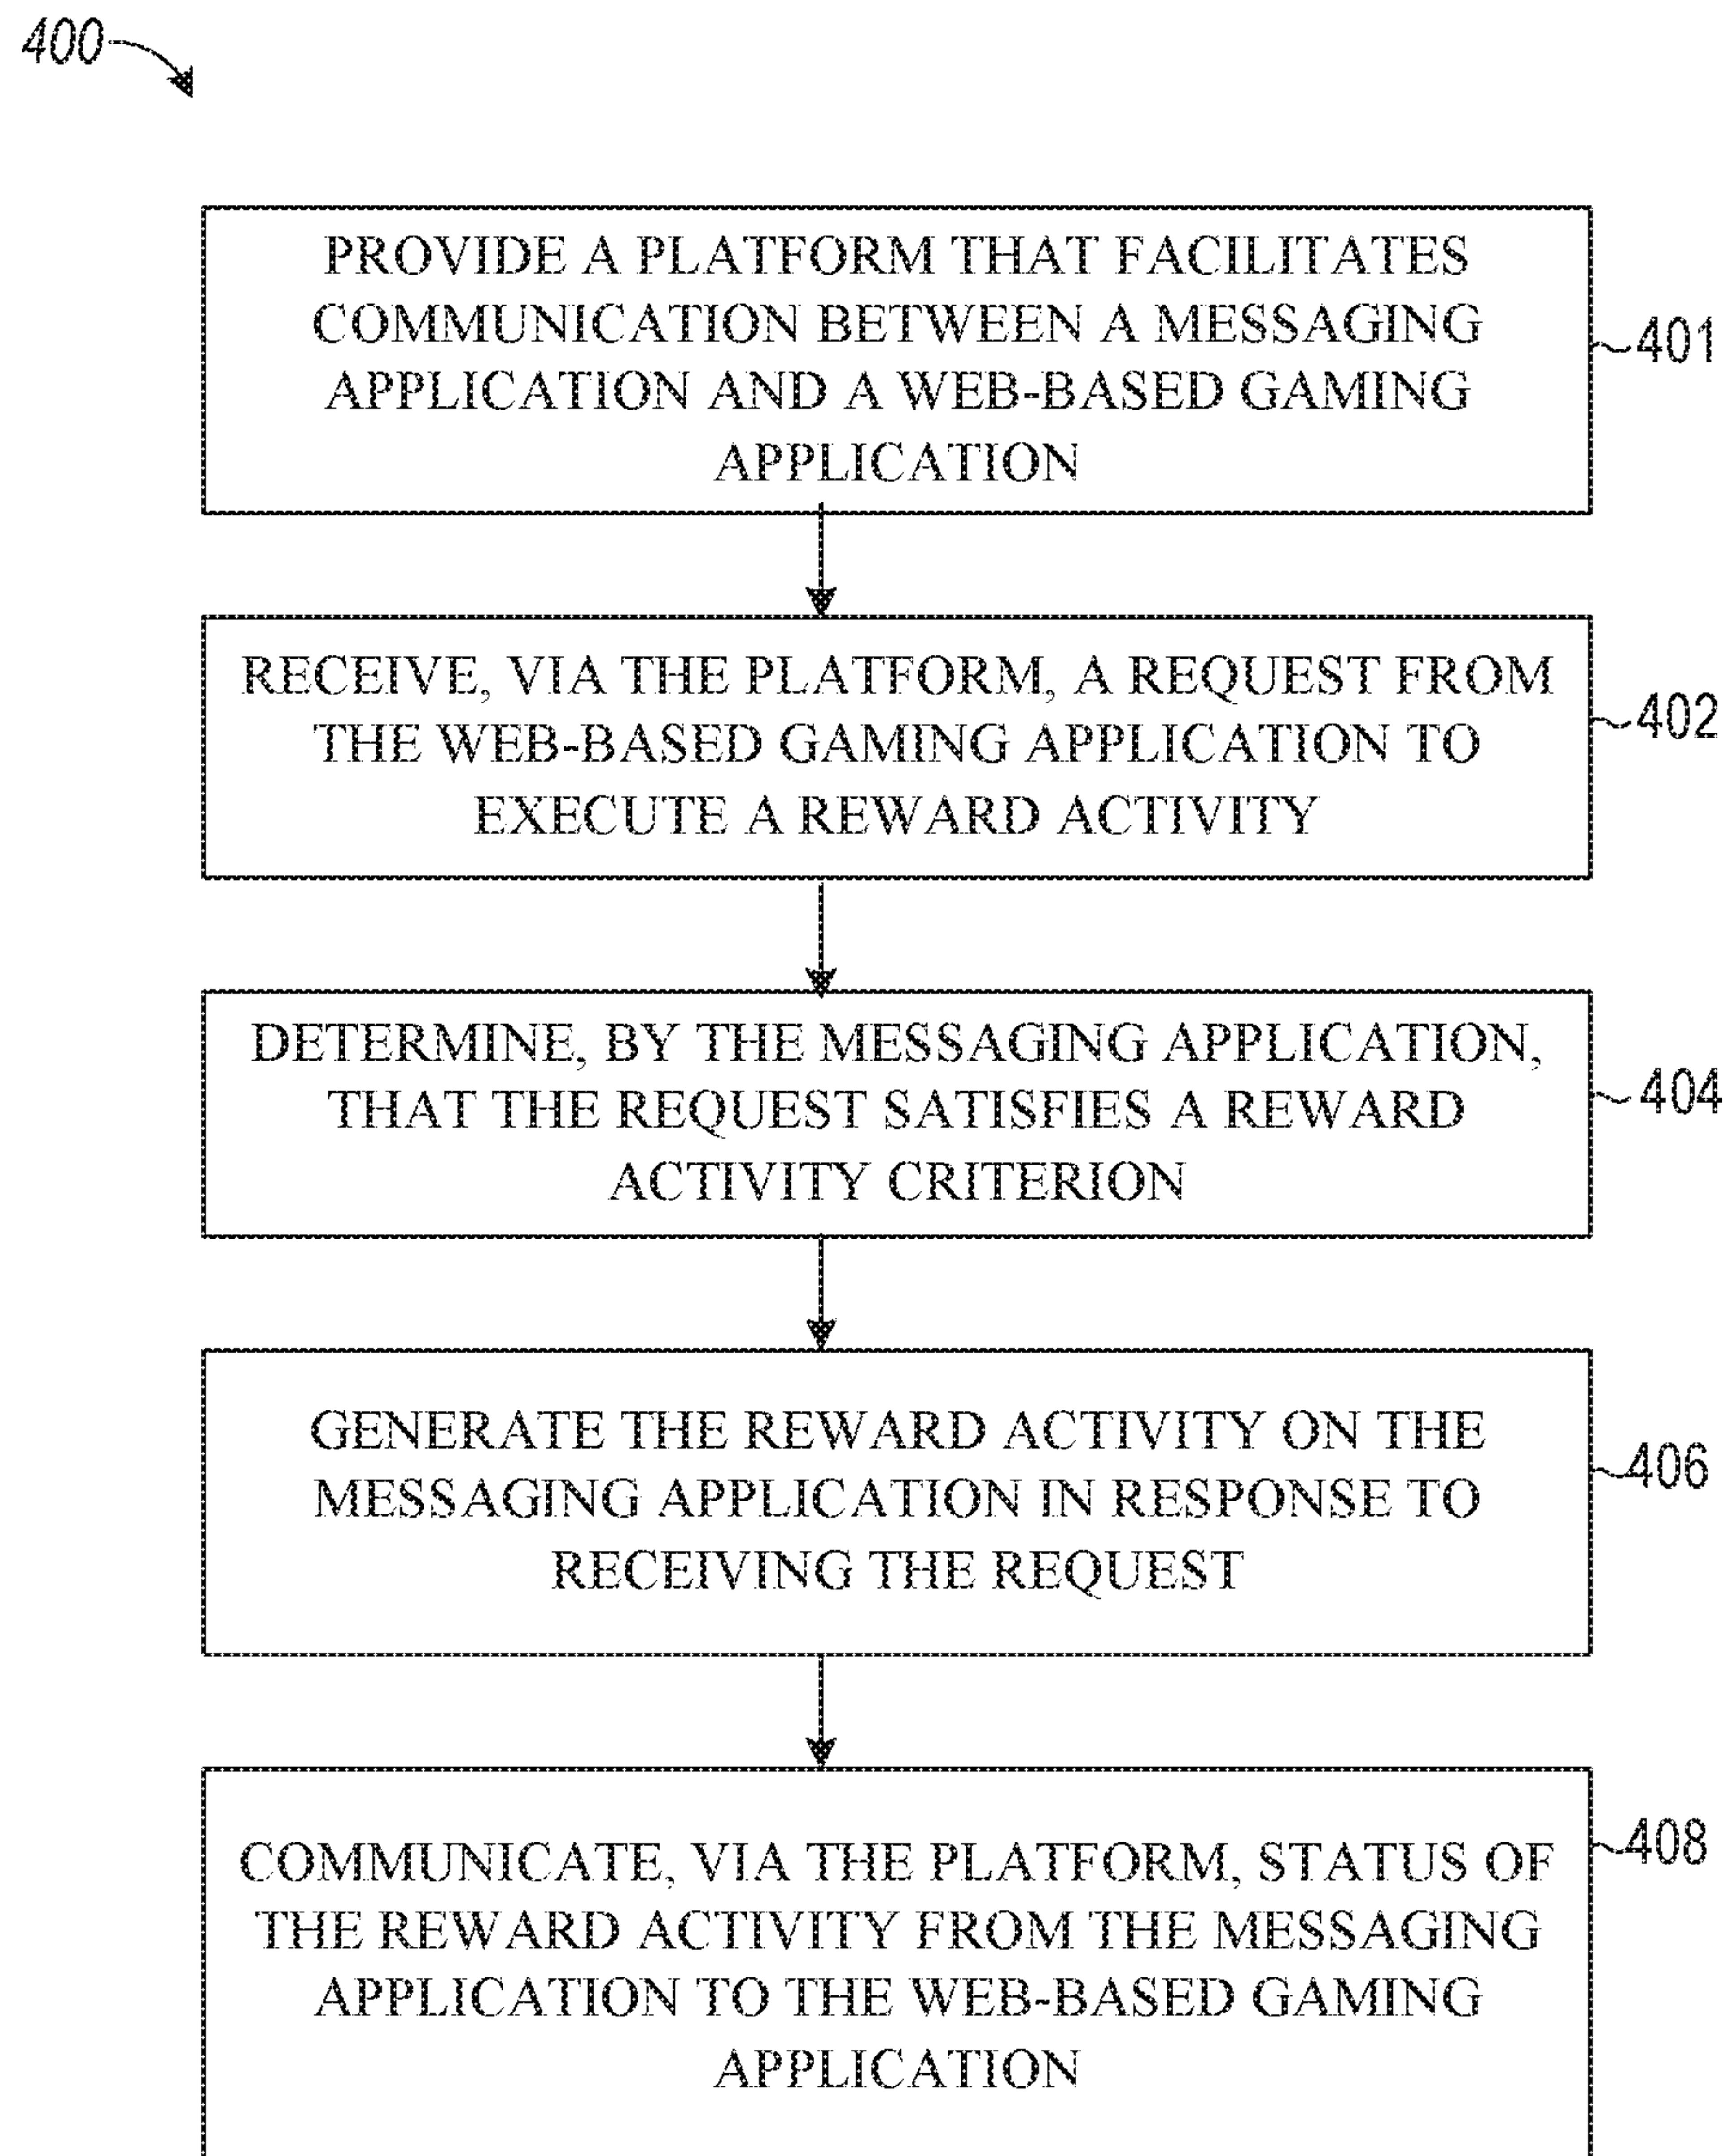 400
PROVIDE A PLATFORM THAT FACILITATES
COMMUNICATION BETWEEN A MESSAGING
APPLICATION AND A WEB-BASED GAMING
APPLICATION
401
RECEIVE, VIA THE PLATFORM, A REQUEST FROM
THE WEB-BASED GAMING APPLICATION TO
EXECUTE A REWARD ACTIVITY
402
DETERMINE, BY THE MESSAGING APPLICATION,
THAT THE REQUEST SATISFIES A REWARD
ACTIVITY CRITERION
404
GENERATE THE REWARD ACTIVITY ON THE
MESSAGING APPLICATION IN RESPONSE TO
RECEIVING THE REQUEST
406
COMMUNICATE, VIA THE PLATFORM, STATUS OF
THE REWARD ACTIVITY FROM THE MESSAGING
APPLICATION TO THE WEB-BASED GAMING
APPLICATION
408